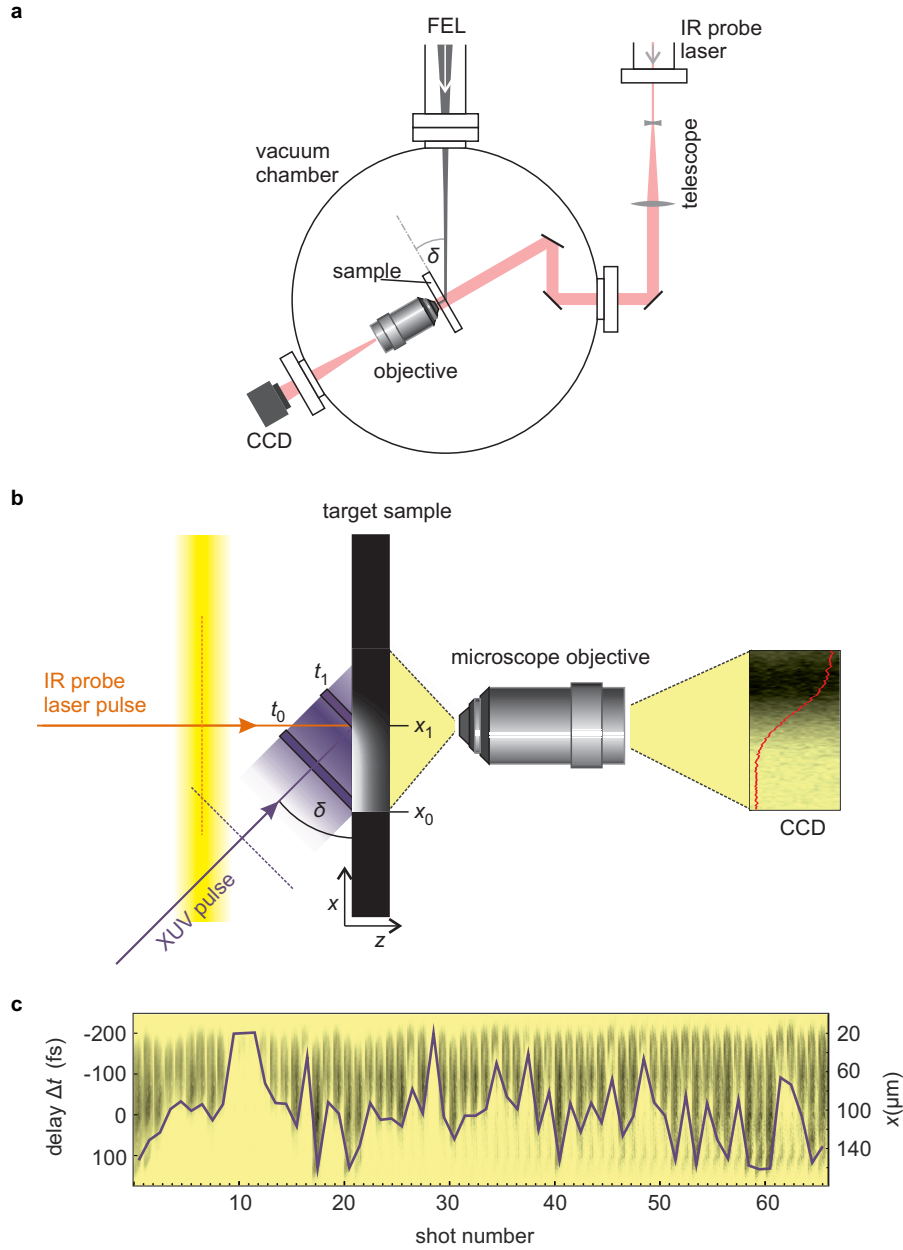 a
FEL
IR probe
laser
vacuum
chamber
telescope
δ
sample
objective
CCD
b
target sample
microscope objective
IR probe
laser pulse
t1
t0
x1
δ
x0
CCD
XUV pulse
x
z
c
delay Δt (fs)
-200
-100
0
100
20
60
100
140
x(μm)
10
20
30
40
50
60
shot number